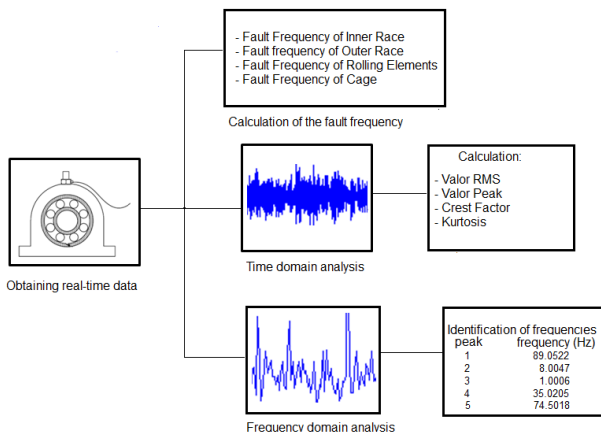 - Fault Frequency of Inner Race
- Fault frequency of Outer Race
- Fault Frequency of Rolling Elements
- Fault Frequency of Cage
Calculation of the fault frequency
Calculation:
- Valor RMS
- Valor Peak
- Crest Factor
- Kurtosis
Time domain analysis
Obtaining real-time data
Identification of frequencies
peak frequency (Hz)
1 89.0522
2 8.0047
3 1.0006
4 35.0205
5 74.5018
Frequency domain analysis